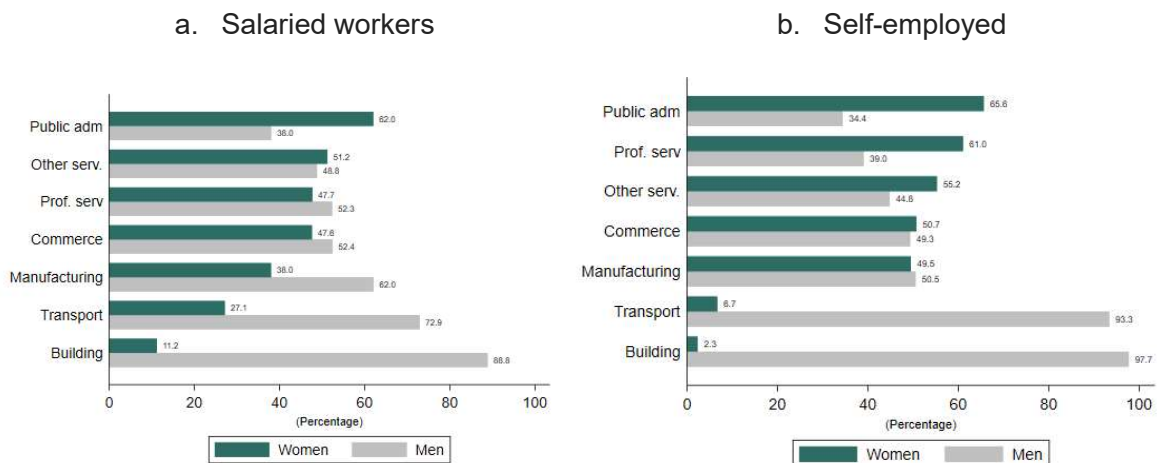 a. Salaried workers
Public adm
62.0
38.0
Other serv.
51.2
48.8
Prof. serv
47.7
52.3
Commerce
47.6
52.4
Manufacturing
38.0
62.0
Transport
27.1
72.9
Building
11.2
88.8
0 20 40 60 80 100
(Percentage)
Women Men
b. Self-employed
Public adm
65.6
34.4
Prof. serv
61.0
39.0
Other serv.
55.2
44.8
Commerce
50.7
49.3
Manufacturing
49.5
50.5
Transport
6.7
93.3
Building
2.3
97.7
0 20 40 60 80 100
(Percentage)
Women Men